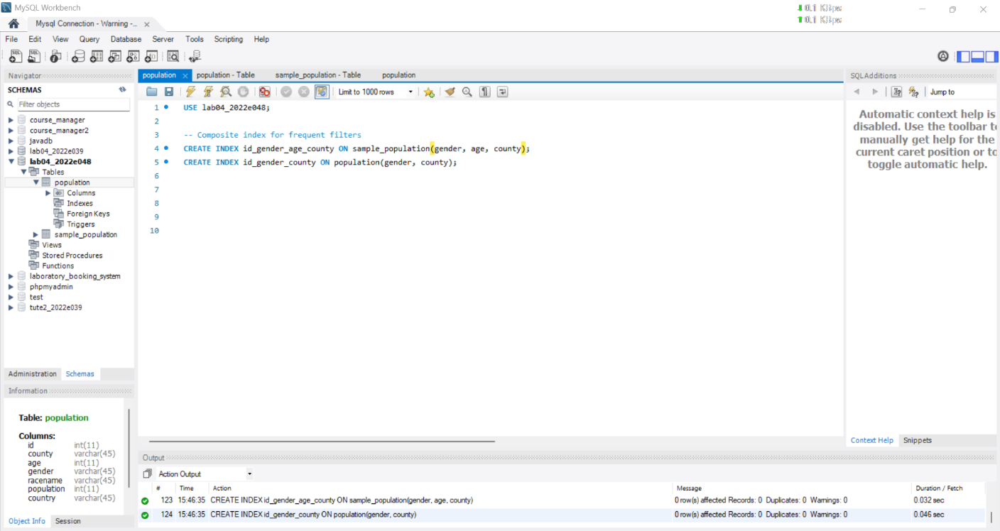 MySQL Workbench
Mysql Connection - Warning -...
File Edit View Query Database Server Tools Scripting Help
Navigator
SCHEMAS
Filter objects
course_manager
course_manager2
javadb
lab04_2022e039
lab04_2022e048
Tables
population
Columns
Indexes
Foreign Keys
Triggers
sample_population
Views
Stored Procedures
Functions
laboratory_booking_system
phpmyadmin
test
tute2_2022e039
Administration Schemas
Information
Table: population
Columns:
id int(11)
county varchar(45)
age int(11)
gender varchar(45)
racename varchar(45)
population int(11)
country varchar(45)
Object Info Session
population population - Table sample_population - Table population
Limit to 1000 rows
1 USE lab04_2022e048;
2
3 -- Composite index for frequent filters
4 CREATE INDEX id_gender_age_county ON sample_population(gender, age, county);
5 CREATE INDEX id_gender_county ON population(gender, county);
6
7
8
9
10
SQLAdditions
Jump to
Automatic context help is
disabled. Use the toolbar to
manually get help for the
current caret position or to
toggle automatic help.
Context Help Snippets
Output
Action Output
# Time Action Message Duration / Fetch
123 15:46:35 CREATE INDEX id_gender_age_county ON sample_population(gender, age, county) 0 row(s) affected Records: 0 Duplicates: 0 Warnings: 0 0.032 sec
124 15:46:35 CREATE INDEX id_gender_county ON population(gender, county) 0 row(s) affected Records: 0 Duplicates: 0 Warnings: 0 0.046 sec